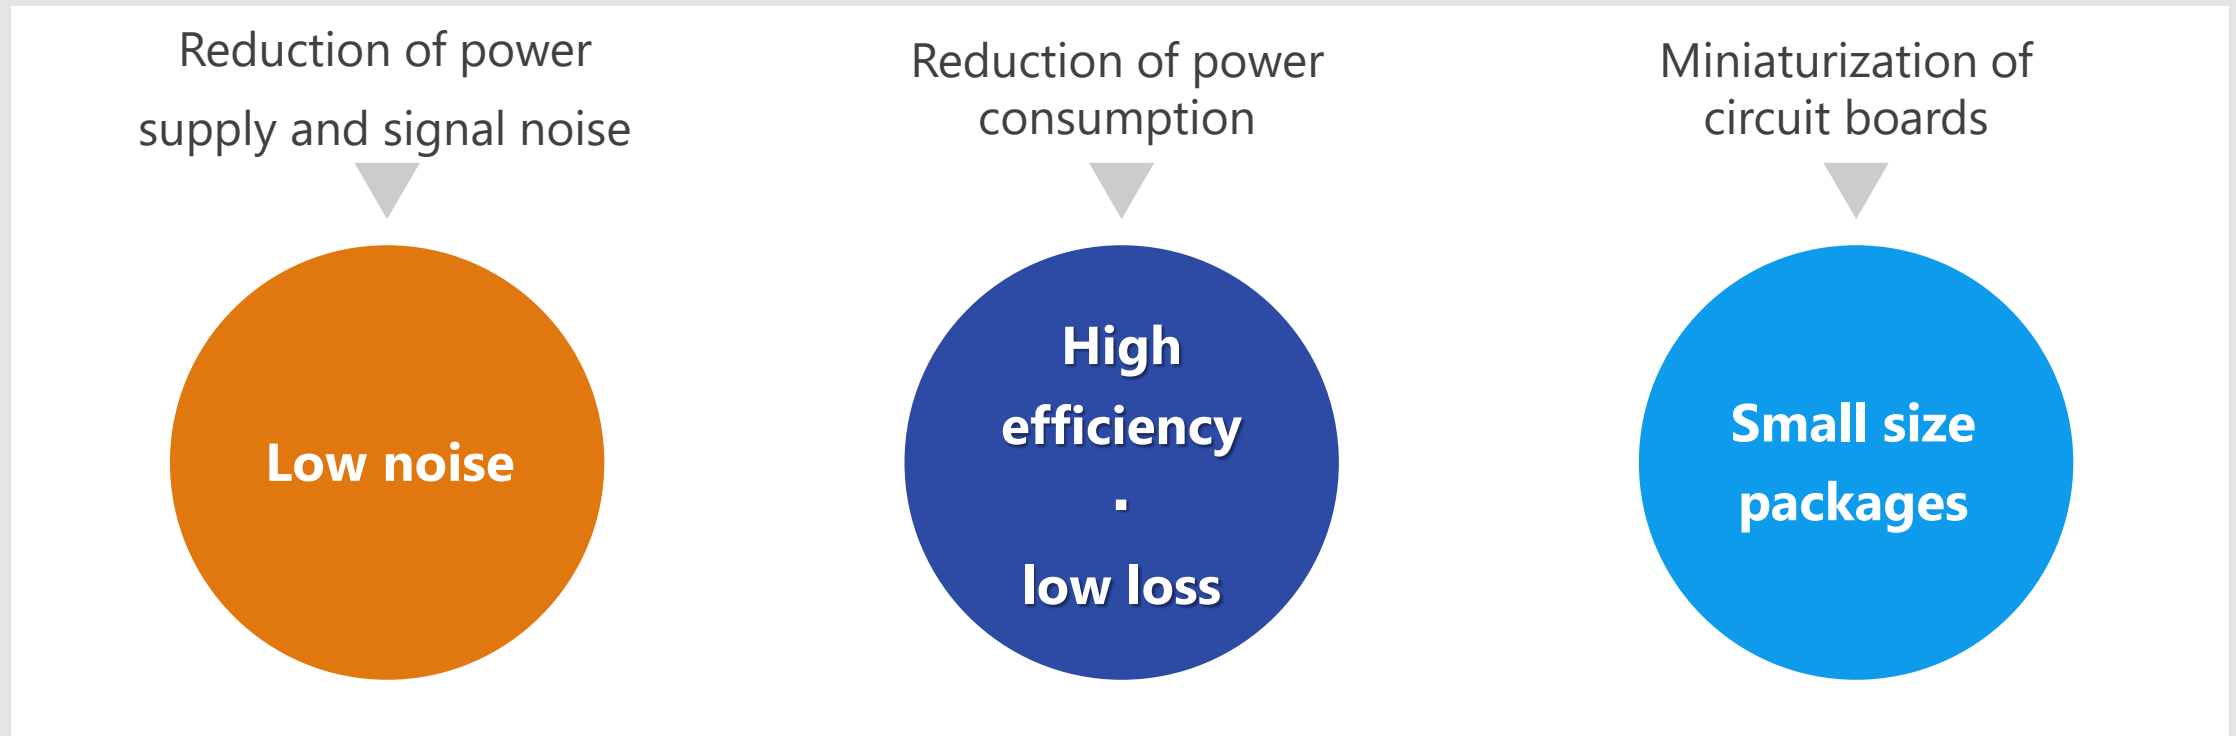 Reduction of power
supply and signal noise
Reduction of power
consumption
Miniaturization of
circuit boards
Low noise
High
efficiency
·
low loss
Small size
packages